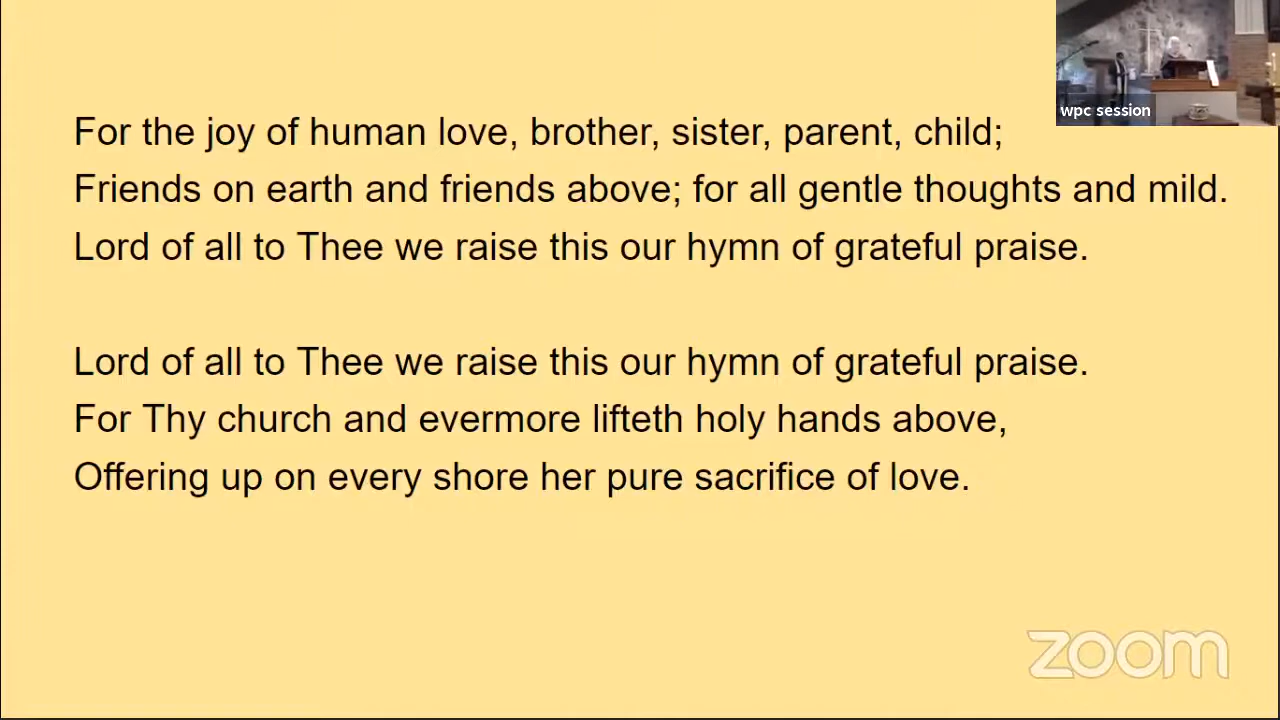 wpc session
For the joy of human love, brother, sister, parent, child;
Friends on earth and friends above; for all gentle thoughts and mild.
Lord of all to Thee we raise this our hymn of grateful praise.
Lord of all to Thee we raise this our hymn of grateful praise.
For Thy church and evermore lifteth holy hands above,
Offering up on every shore her pure sacrifice of love.
zoom